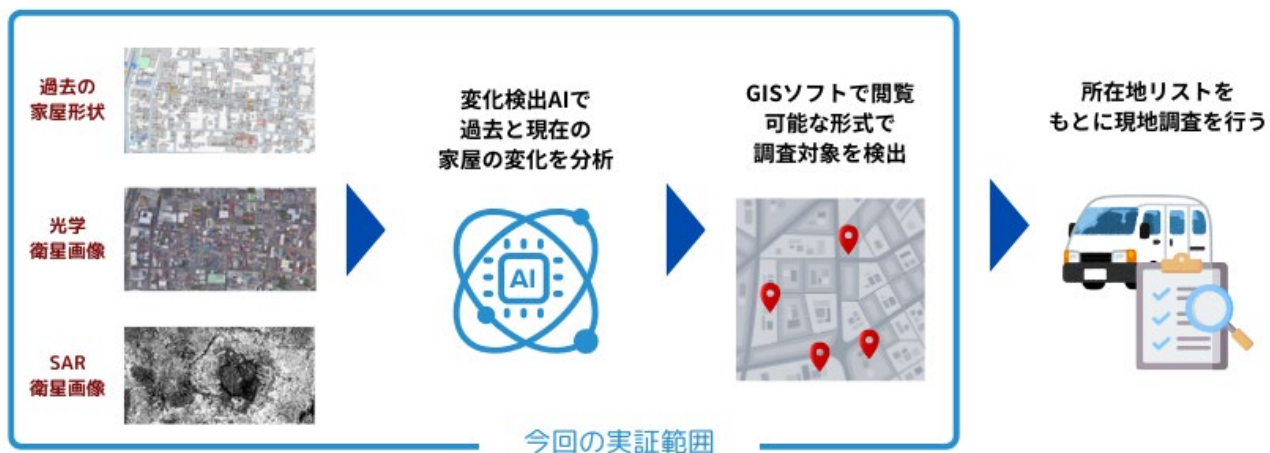 過去の
家屋形状
光学
衛星画像
SAR
衛星画像
変化検出AIで
過去と現在の
家屋の変化を分析
AI
GISソフトで閲覧
可能な形式で
調査対象を検出
所在地リストを
もとに現地調査を行う
今回の実証範囲